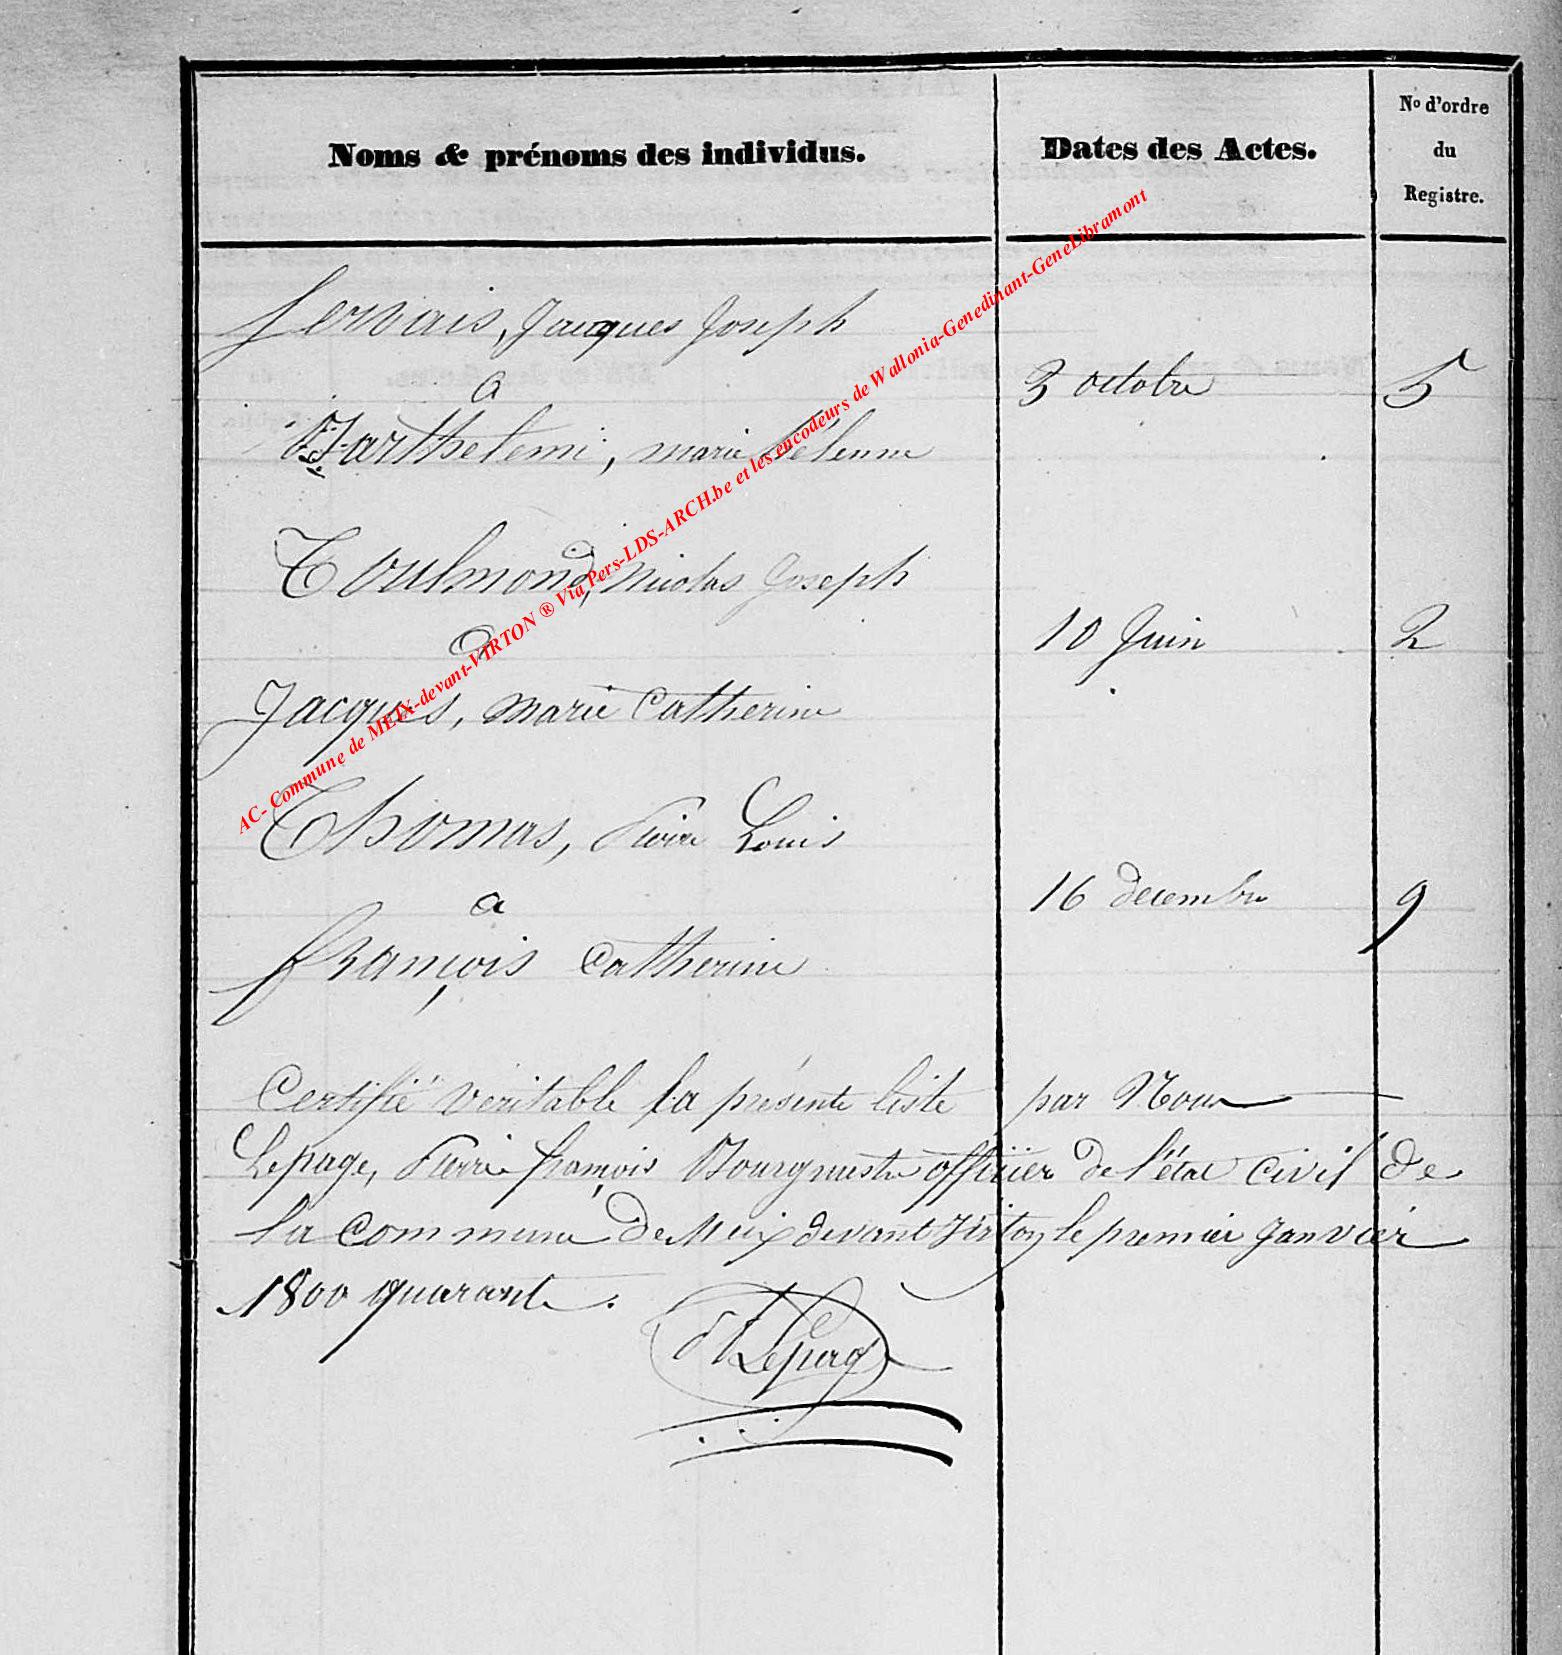 Noms & prénoms des individus.
Dates des Actes.
No d'ordre
du
Registre.
Gervais, Jacques Joseph
a
3 octobre
5
Barthelemi, marie hélenne
Toulmond, Nicolas Joseph
a
10 Juin
2
Jacques, marie Catherine
Thomas, Pierre Louis
a
16 decembre
9
françois Catherine
Certifié véritable la présente liste par Nous
Lepage, Pierre françois Bourgmestre officier de l'état civil de
la commune de Meix devant Virton, le premier Janvier
1800 quarante.
Lepage
AC- Commune de MEIX-devant-VIRTON ® Via Pers-LDS-ARCH.be et les encodeurs de Wallonia-Genedinant-GeneLibramont